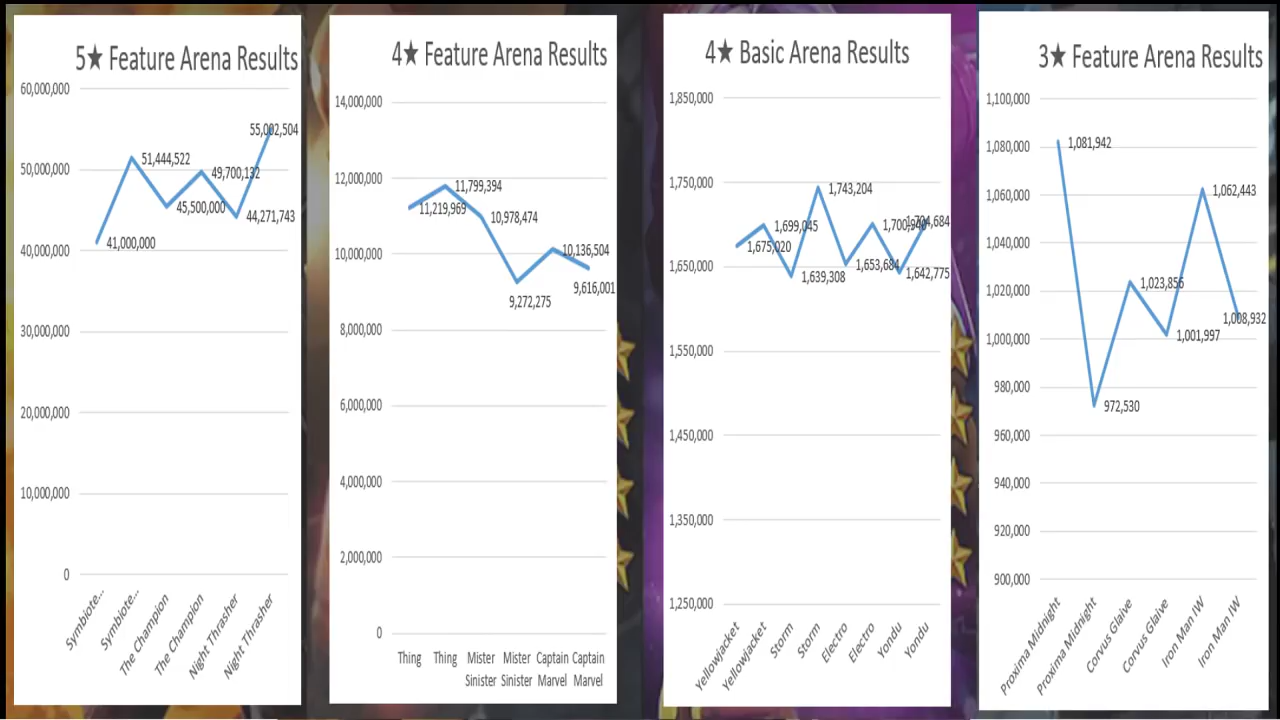 5★ Feature Arena Results
60,000,000
50,000,000
40,000,000
30,000,000
20,000,000
10,000,000
0
41,000,000
51,444,522
45,500,000
49,700,132
44,271,743
55,002,504
Symbiote...
Symbiote...
The Champion
The Champion
Night Thrasher
Night Thrasher
4★ Feature Arena Results
14,000,000
12,000,000
10,000,000
8,000,000
6,000,000
4,000,000
2,000,000
0
11,219,969
11,799,394
10,978,474
9,272,275
10,136,504
9,616,001
Thing
Thing
Mister Sinister
Mister Sinister
Captain Marvel
Captain Marvel
4★ Basic Arena Results
1,850,000
1,750,000
1,650,000
1,550,000
1,450,000
1,350,000
1,250,000
1,675,020
1,699,045
1,639,308
1,743,204
1,653,684
1,642,775
1,704,684
Yellowjacket
Yellowjacket
Storm
Storm
Electro
Electro
Yondu
Yondu
3★ Feature Arena Results
1,100,000
1,080,000
1,060,000
1,040,000
1,020,000
1,000,000
980,000
960,000
940,000
920,000
900,000
1,081,942
972,530
1,023,856
1,001,997
1,062,443
1,008,932
Proxima Midnight
Proxima Midnight
Corvus Glaive
Corvus Glaive
Iron Man IW
Iron Man IW